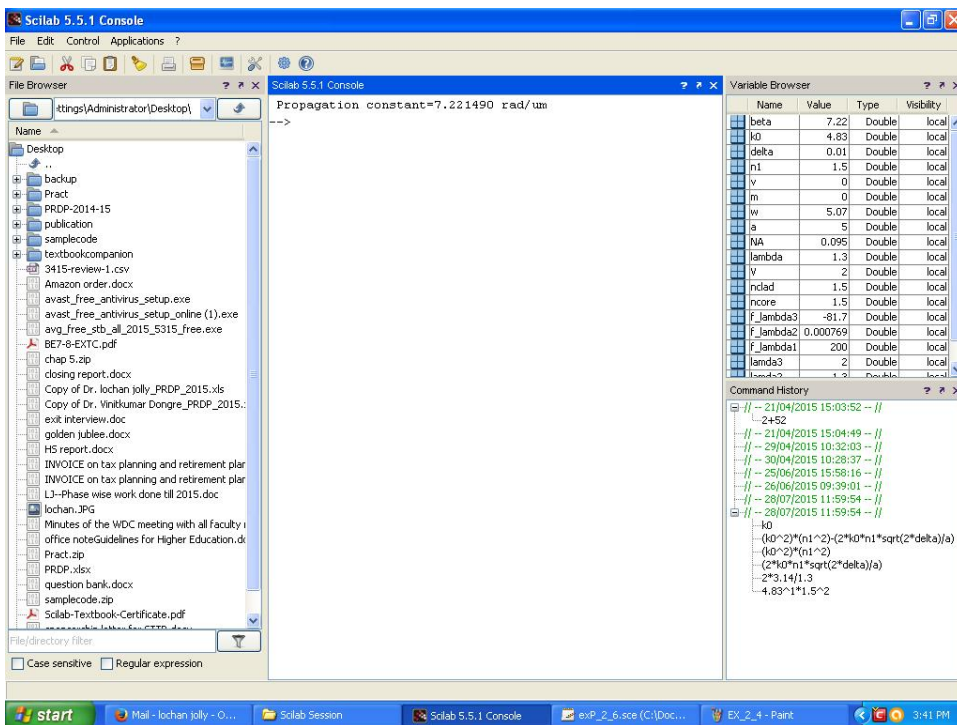 Scilab 5.5.1 Console
File Edit Control Applications ?
File Browser ? ↗ X
Scilab 5.5.1 Console ? ↗ X
Variable Browser ? ↗ X
:ttings\Administrator\Desktop\
Name
Desktop
..
backup
Pract
PRDP-2014-15
publication
samplecode
textbookcompanion
3415-review-1.csv
Amazon order.docx
avast_free_antivirus_setup.exe
avast_free_antivirus_setup_online (1).exe
avg_free_stb_all_2015_5315_free.exe
BE7-8-EXTC.pdf
chap 5.zip
closing report.docx
Copy of Dr. lochan jolly_PRDP_2015.xls
Copy of Dr. Vinitkumar Dongre_PRDP_2015.:
exit interview.doc
golden jublee.docx
HS report.docx
INVOICE on tax planning and retirement plar
INVOICE on tax planning and retirement plar
LJ--Phase wise work done till 2015.doc
lochan.JPG
Minutes of the WDC meeting with all faculty
office noteGuidelines for Higher Education.dc
Pract.zip
PRDP.xlsx
question bank.docx
samplecode.zip
Scilab-Textbook-Certificate.pdf
File/directory filter
Case sensitive Regular expression
Propagation constant=7.221490 rad/um
-->
Name Value Type Visibility
beta 7.22 Double local
k0 4.83 Double local
delta 0.01 Double local
n1 1.5 Double local
v 0 Double local
m 0 Double local
w 5.07 Double local
a 5 Double local
NA 0.095 Double local
lambda 1.3 Double local
V 2 Double local
nclad 1.5 Double local
ncore 1.5 Double local
f_lambda3 -81.7 Double local
f_lambda2 0.000769 Double local
f_lambda1 200 Double local
lamda3 2 Double local
lamda2 1.3 Double local
Command History ? ↗ X
// -- 21/04/2015 15:03:52 -- //
2+52
// -- 21/04/2015 15:04:49 -- //
// -- 29/04/2015 10:32:03 -- //
// -- 30/04/2015 10:28:37 -- //
// -- 25/06/2015 15:58:16 -- //
// -- 26/06/2015 09:39:01 -- //
// -- 28/07/2015 11:59:54 -- //
// -- 28/07/2015 11:59:54 -- //
k0
(k0^2)*(n1^2)-(2*k0*n1*sqrt(2*delta)/a)
(k0^2)*(n1^2)
(2*k0*n1*sqrt(2*delta)/a)
2*3.14/1.3
4.83^1*1.5^2
start Mail - lochan jolly - O... Scilab Session Scilab 5.5.1 Console exP_2_6.sce (C:\Doc... EX_2_4 - Paint 3:41 PM